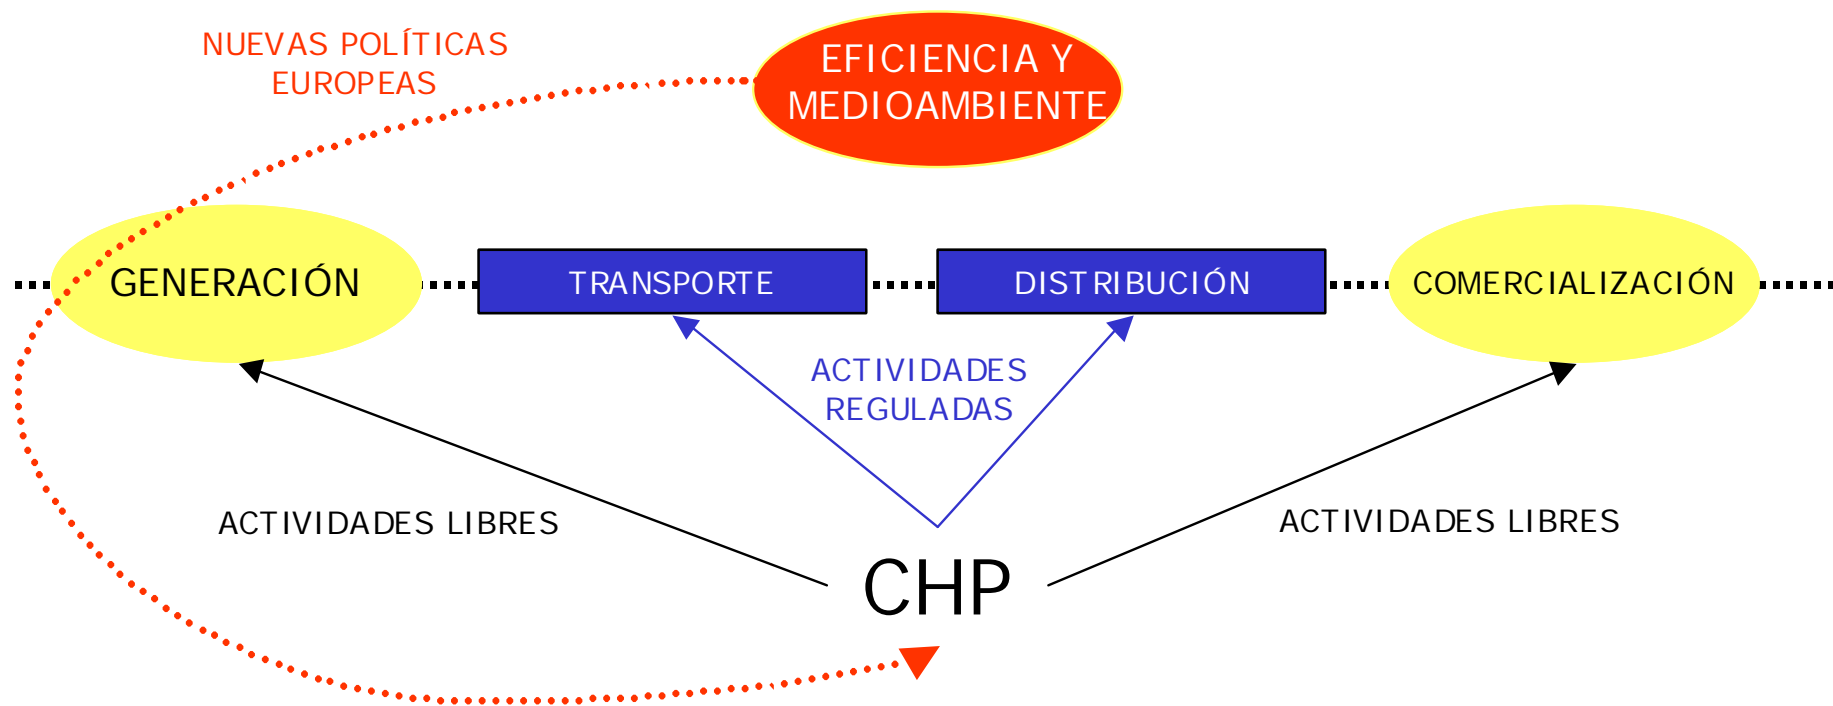 NUEVAS POLÍTICAS
EUROPEAS
EFICIENCIA Y
MEDIOAMBIENTE
GENERACIÓN
TRANSPORTE
DISTRIBUCIÓN
COMERCIALIZACIÓN
ACTIVIDADES
REGULADAS
ACTIVIDADES LIBRES
ACTIVIDADES LIBRES
CHP